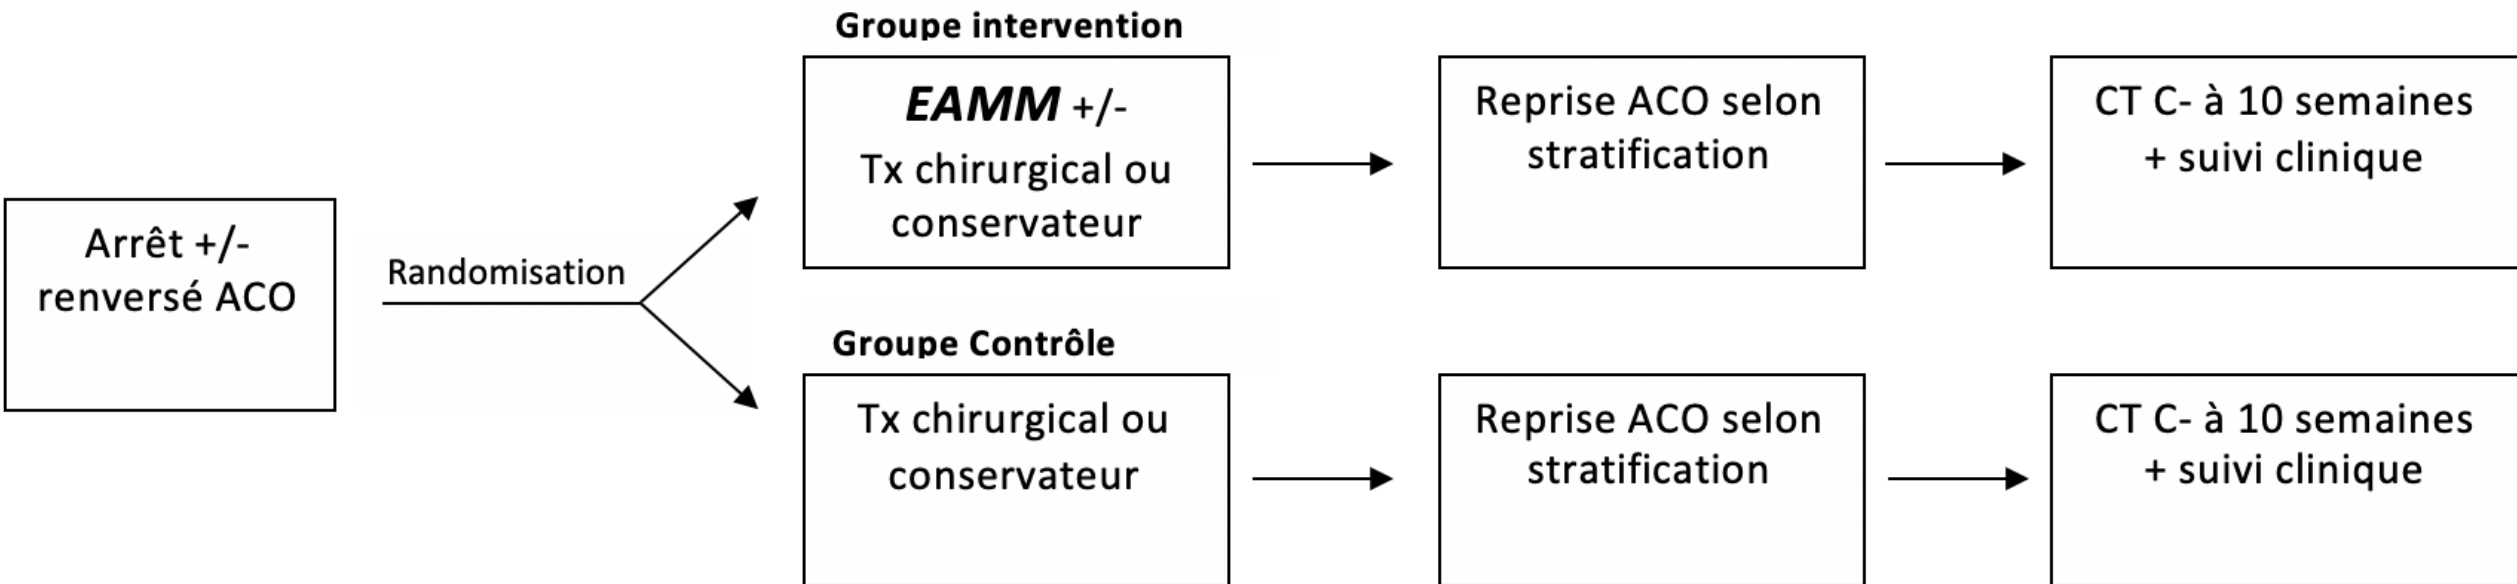 Arrêt +/-
renversé ACO
Randomisation
Groupe intervention
EAMM +/-
Tx chirurgical ou
conservateur
Reprise ACO selon
stratification
CT C- à 10 semaines
+ suivi clinique
Groupe Contrôle
Tx chirurgical ou
conservateur
Reprise ACO selon
stratification
CT C- à 10 semaines
+ suivi clinique